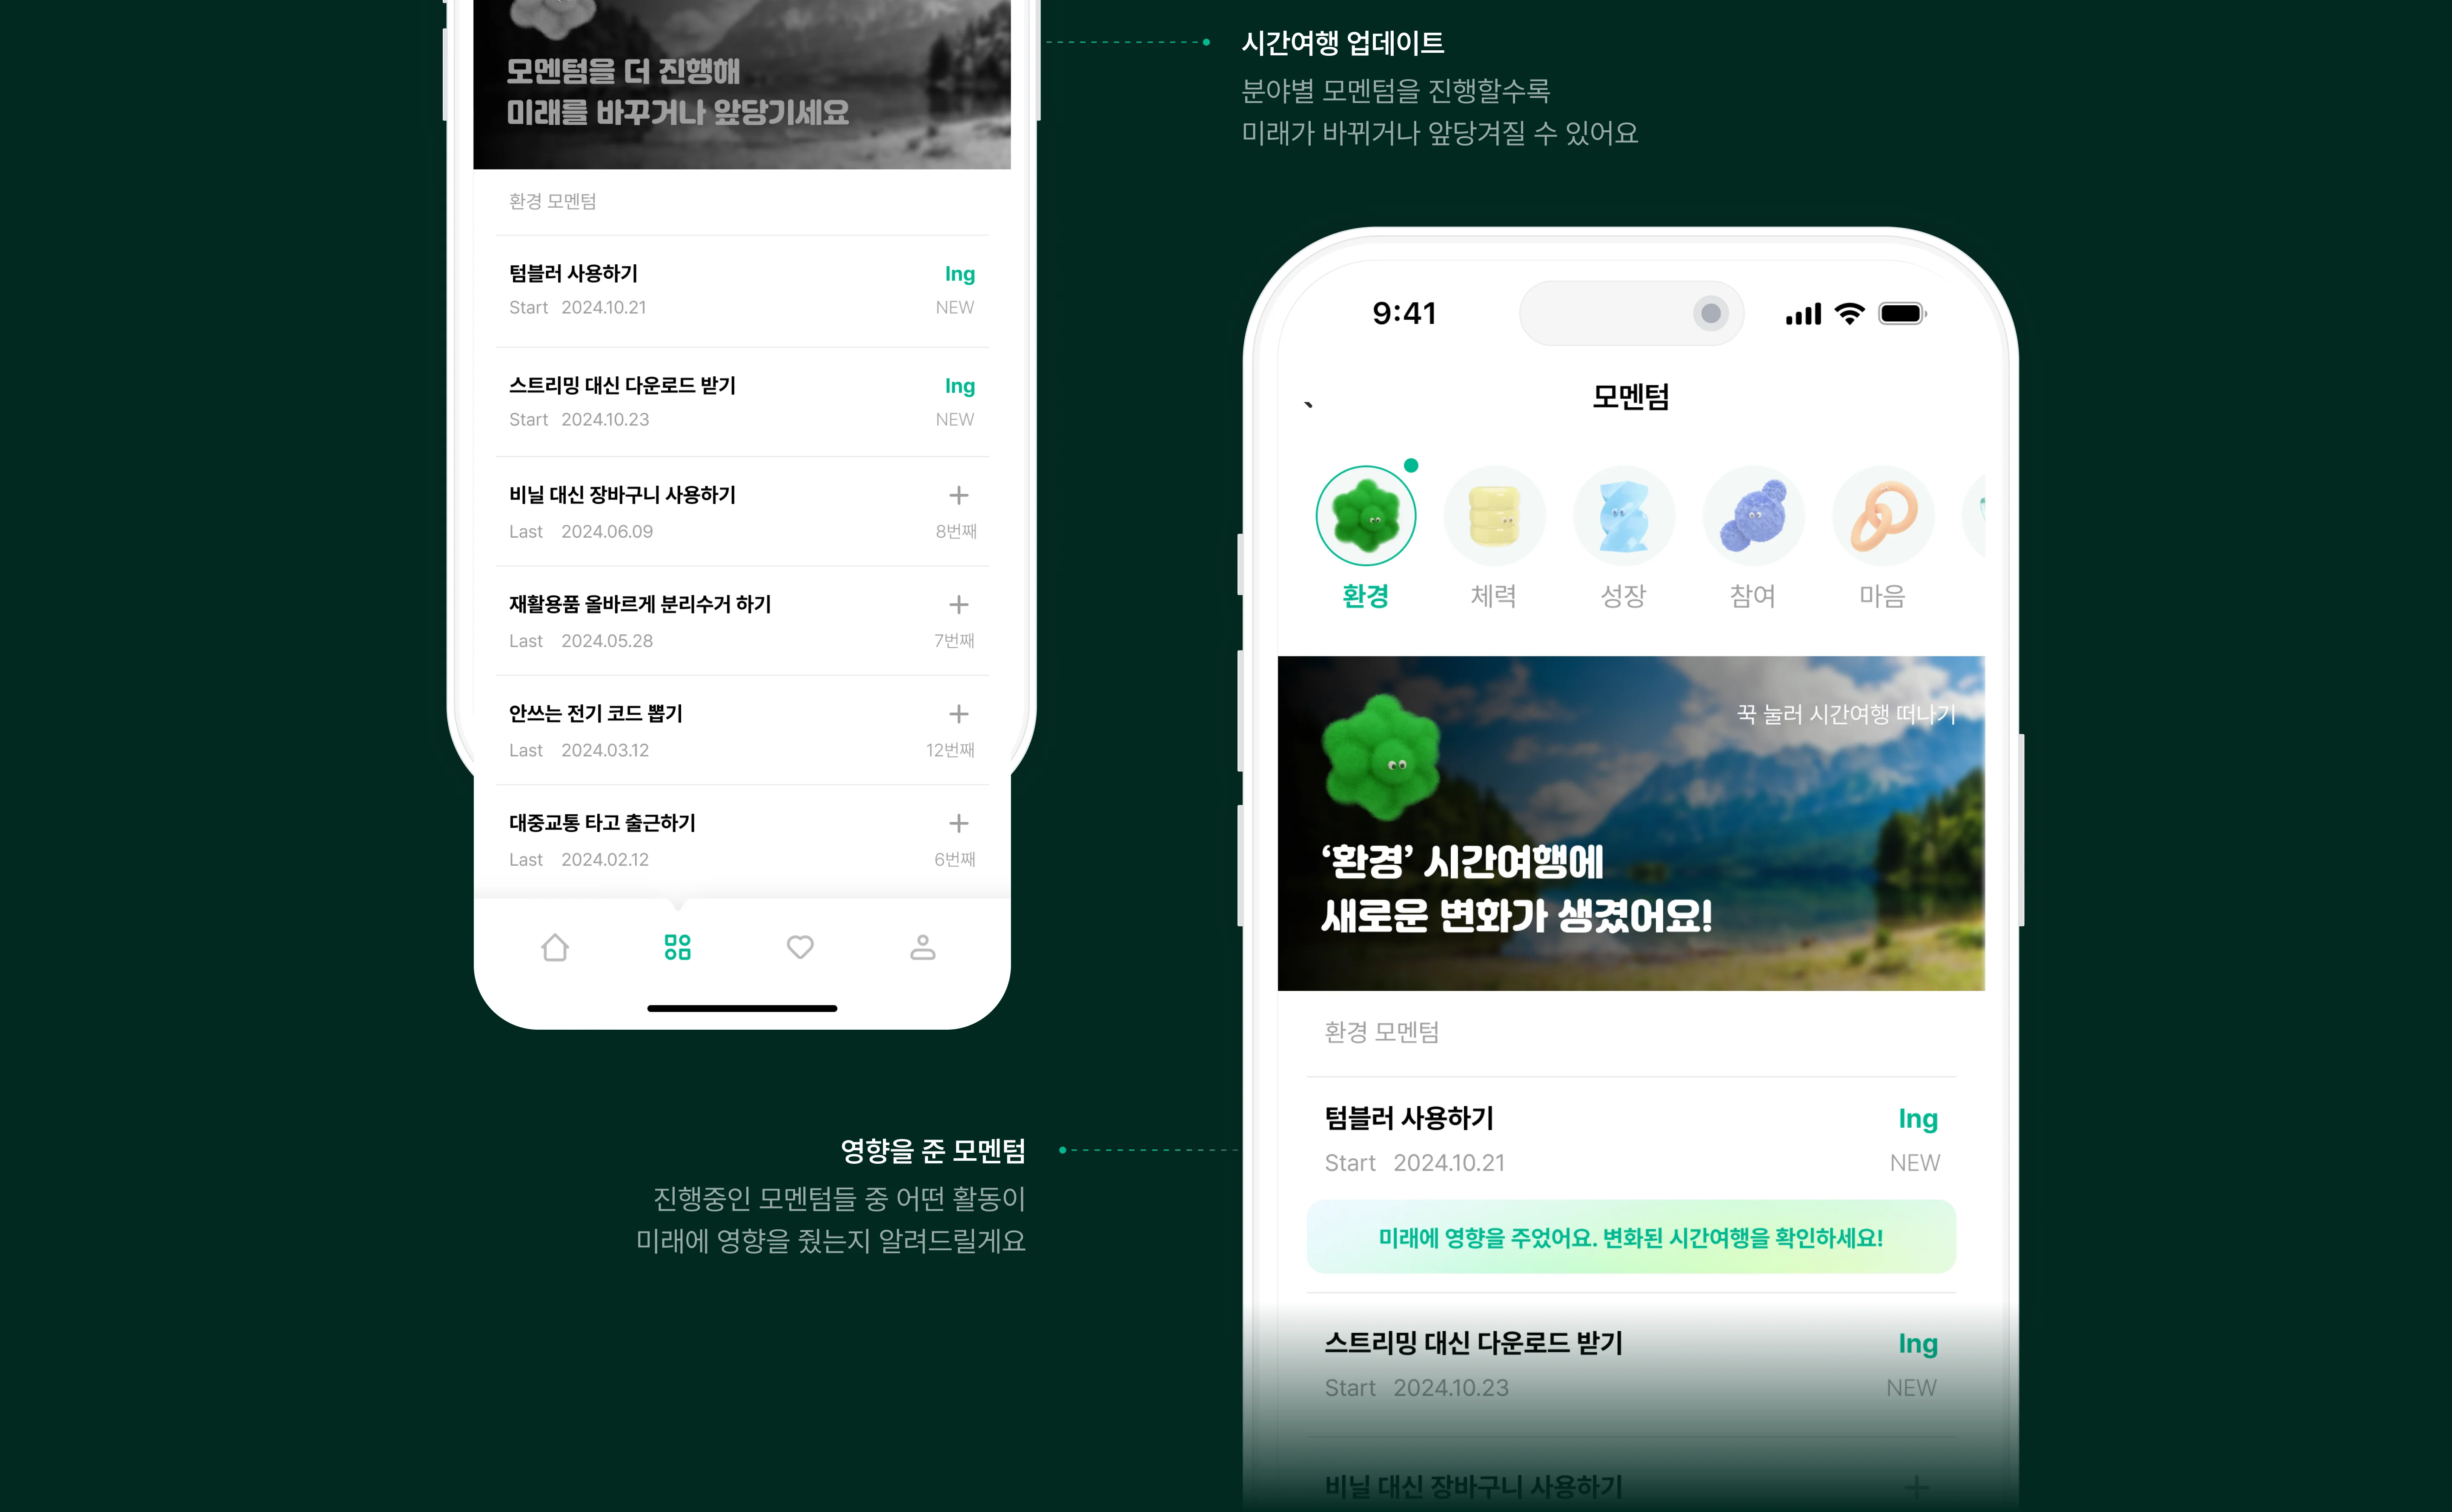 모멘텀을 더 진행해
미래를 바꾸거나 앞당기세요
환경 모멘텀
텀블러 사용하기 Ing
Start 2024.10.21 NEW
스트리밍 대신 다운로드 받기 Ing
Start 2024.10.23 NEW
비닐 대신 장바구니 사용하기
Last 2024.06.09 8번째
재활용품 올바르게 분리수거 하기
Last 2024.05.28 7번째
안쓰는 전기 코드 뽑기
Last 2024.03.12 12번째
대중교통 타고 출근하기
Last 2024.02.12 6번째
시간여행 업데이트
분야별 모멘텀을 진행할수록
미래가 바뀌거나 앞당겨질 수 있어요
9:41
모멘텀
환경 체력 성장 참여 마음
꾹 눌러 시간여행 떠나기
‘환경’ 시간여행에
새로운 변화가 생겼어요!
환경 모멘텀
텀블러 사용하기 Ing
Start 2024.10.21 NEW
미래에 영향을 주었어요. 변화된 시간여행을 확인하세요!
스트리밍 대신 다운로드 받기 Ing
Start 2024.10.23 NEW
비닐 대신 장바구니 사용하기
영향을 준 모멘텀
진행중인 모멘텀들 중 어떤 활동이
미래에 영향을 줬는지 알려드릴게요